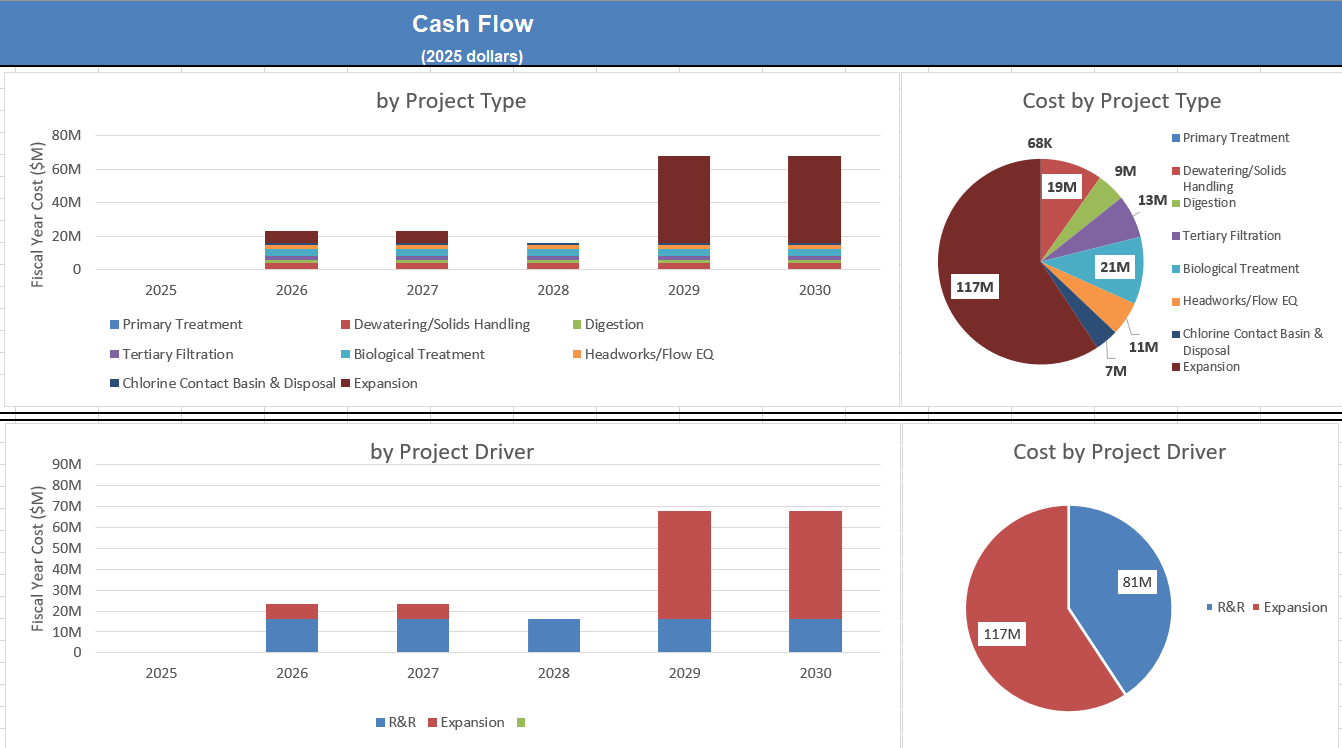 Cash Flow
(2025 dollars)
by Project Type
Fiscal Year Cost ($M)
80M
60M
40M
20M
0
2025 2026 2027 2028 2029 2030
Primary Treatment Dewatering/Solids Handling Digestion
Tertiary Filtration Biological Treatment Headworks/Flow EQ
Chlorine Contact Basin & Disposal Expansion
Cost by Project Type
68K
19M
9M
13M
21M
11M
7M
117M
Primary Treatment
Dewatering/Solids
Handling
Digestion
Tertiary Filtration
Biological Treatment
Headworks/Flow EQ
Chlorine Contact Basin &
Disposal
Expansion
by Project Driver
Fiscal Year Cost ($M)
90M
80M
70M
60M
50M
40M
30M
20M
10M
0
2025 2026 2027 2028 2029 2030
R&R Expansion
Cost by Project Driver
81M
117M
R&R Expansion